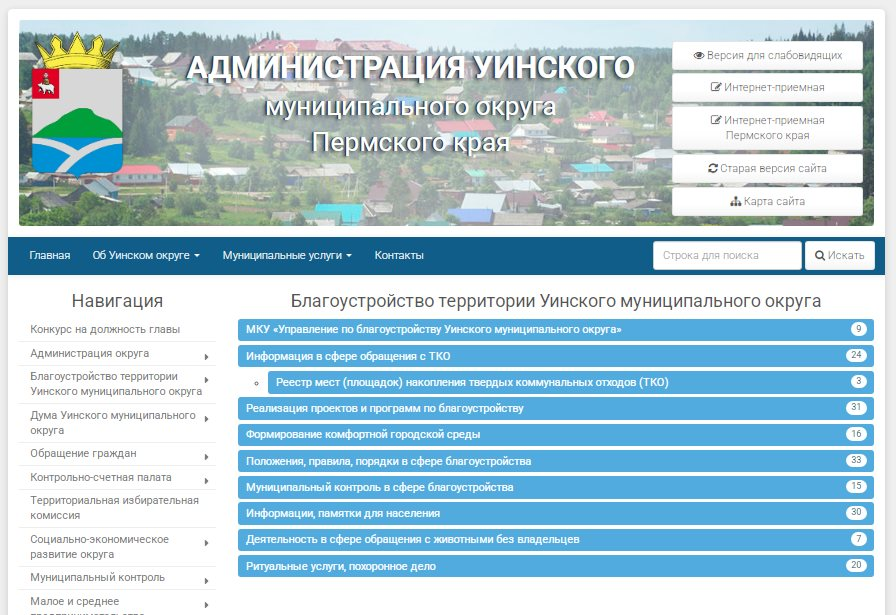 АДМИНИСТРАЦИЯ УИНСКОГО
муниципального округа
Пермского края
Версия для слабовидящих
Интернет-приемная
Интернет-приемная
Пермского края
Старая версия сайта
Карта сайта
Главная Об Уинском округе Муниципальные услуги Контакты Строка для поиска Искать
Навигация
Конкурс на должность главы
Администрация округа
Благоустройство территории
Уинского муниципального округа
Дума Уинского муниципального
округа
Обращение граждан
Контрольно-счетная палата
Территориальная избирательная
комиссия
Социально-экономическое
развитие округа
Муниципальный контроль
Малое и среднее
предпринимательство
Благоустройство территории Уинского муниципального округа
МКУ «Управление по благоустройству Уинского муниципального округа» 9
Информация в сфере обращения с ТКО 24
Реестр мест (площадок) накопления твердых коммунальных отходов (ТКО) 3
Реализация проектов и программ по благоустройству 31
Формирование комфортной городской среды 16
Положения, правила, порядки в сфере благоустройства 33
Муниципальный контроль в сфере благоустройства 15
Информации, памятки для населения 30
Деятельность в сфере обращения с животными без владельцев 7
Ритуальные услуги, похоронное дело 20